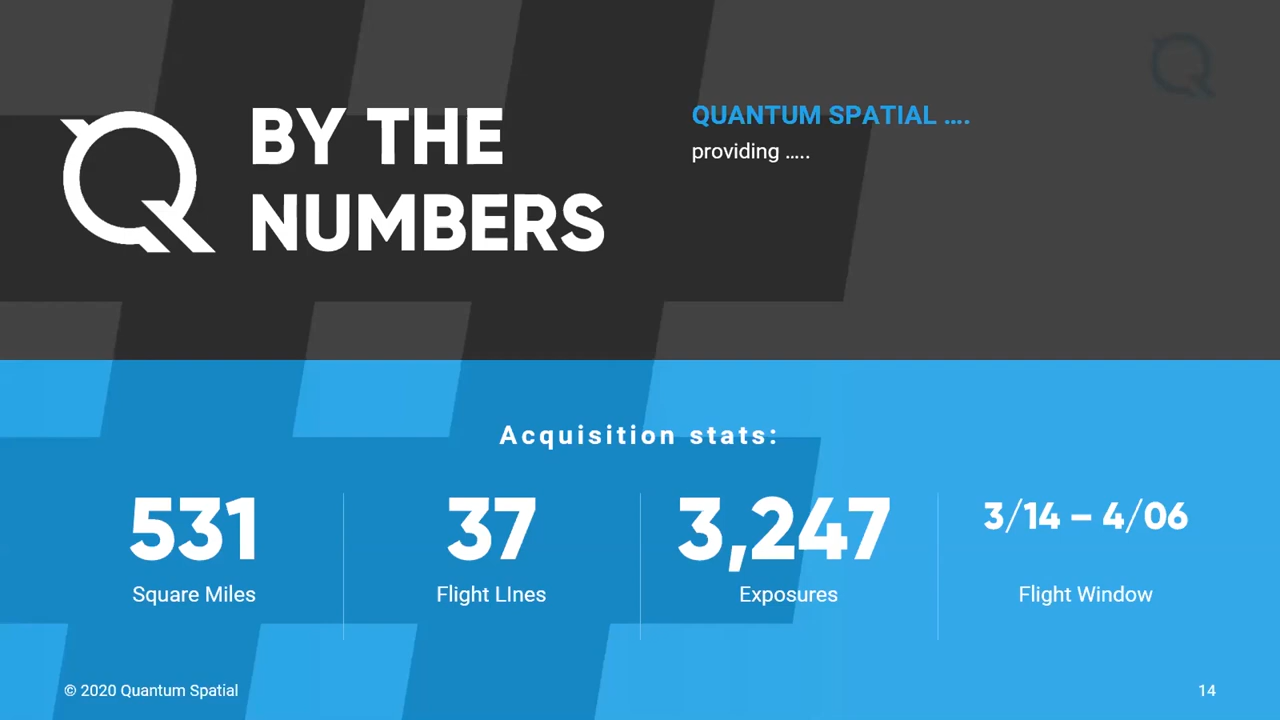 BY THE
NUMBERS
QUANTUM SPATIAL ....
providing .....
Acquisition stats:
531
Square Miles
37
Flight LInes
3,247
Exposures
3/14 – 4/06
Flight Window
© 2020 Quantum Spatial
14